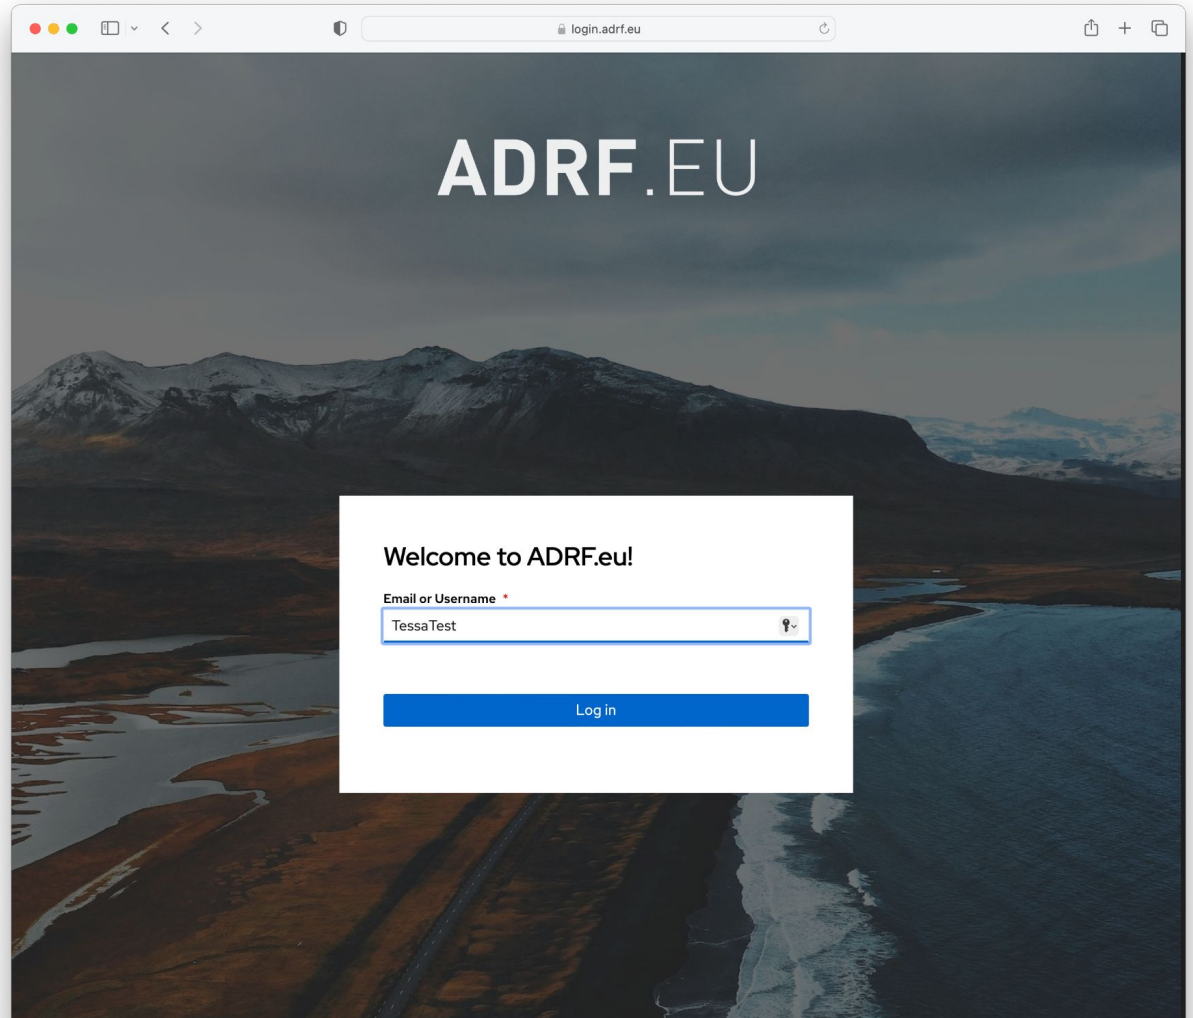 login.adrf.eu
ADRF.EU
Welcome to ADRF.eu!
Email or Username *
TessaTest
Log in